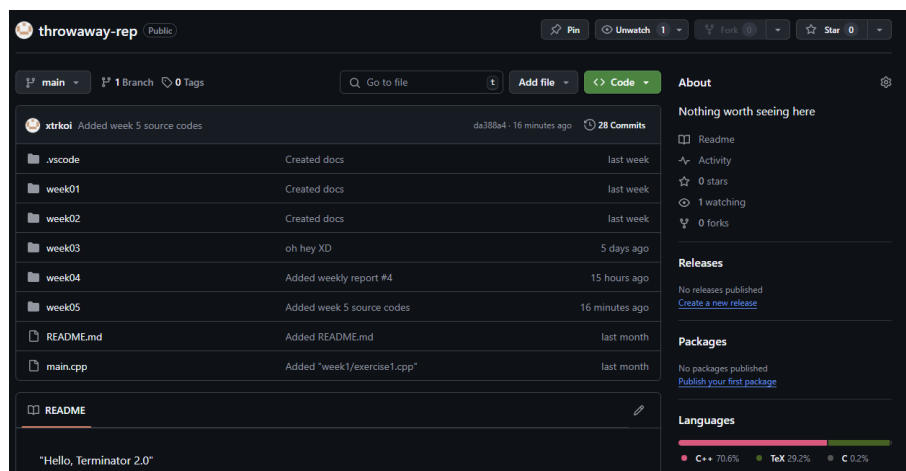 throwaway-rep Public
Pin Unwatch 1 Fork 0 Star 0
main 1 Branch 0 Tags Go to file t Add file Code
xtrkoi Added week 5 source codes da388a4 · 16 minutes ago 28 Commits
.vscode Created docs last week
week01 Created docs last week
week02 Created docs last week
week03 oh hey XD 5 days ago
week04 Added weekly report #4 15 hours ago
week05 Added week 5 source codes 16 minutes ago
README.md Added README.md last month
main.cpp Added "week1/exercise1.cpp" last month
README
"Hello, Terminator 2.0"
About
Nothing worth seeing here
Readme
Activity
0 stars
1 watching
0 forks
Releases
No releases published
Create a new release
Packages
No packages published
Publish your first package
Languages
C++ 70.6% TeX 29.2% C 0.2%